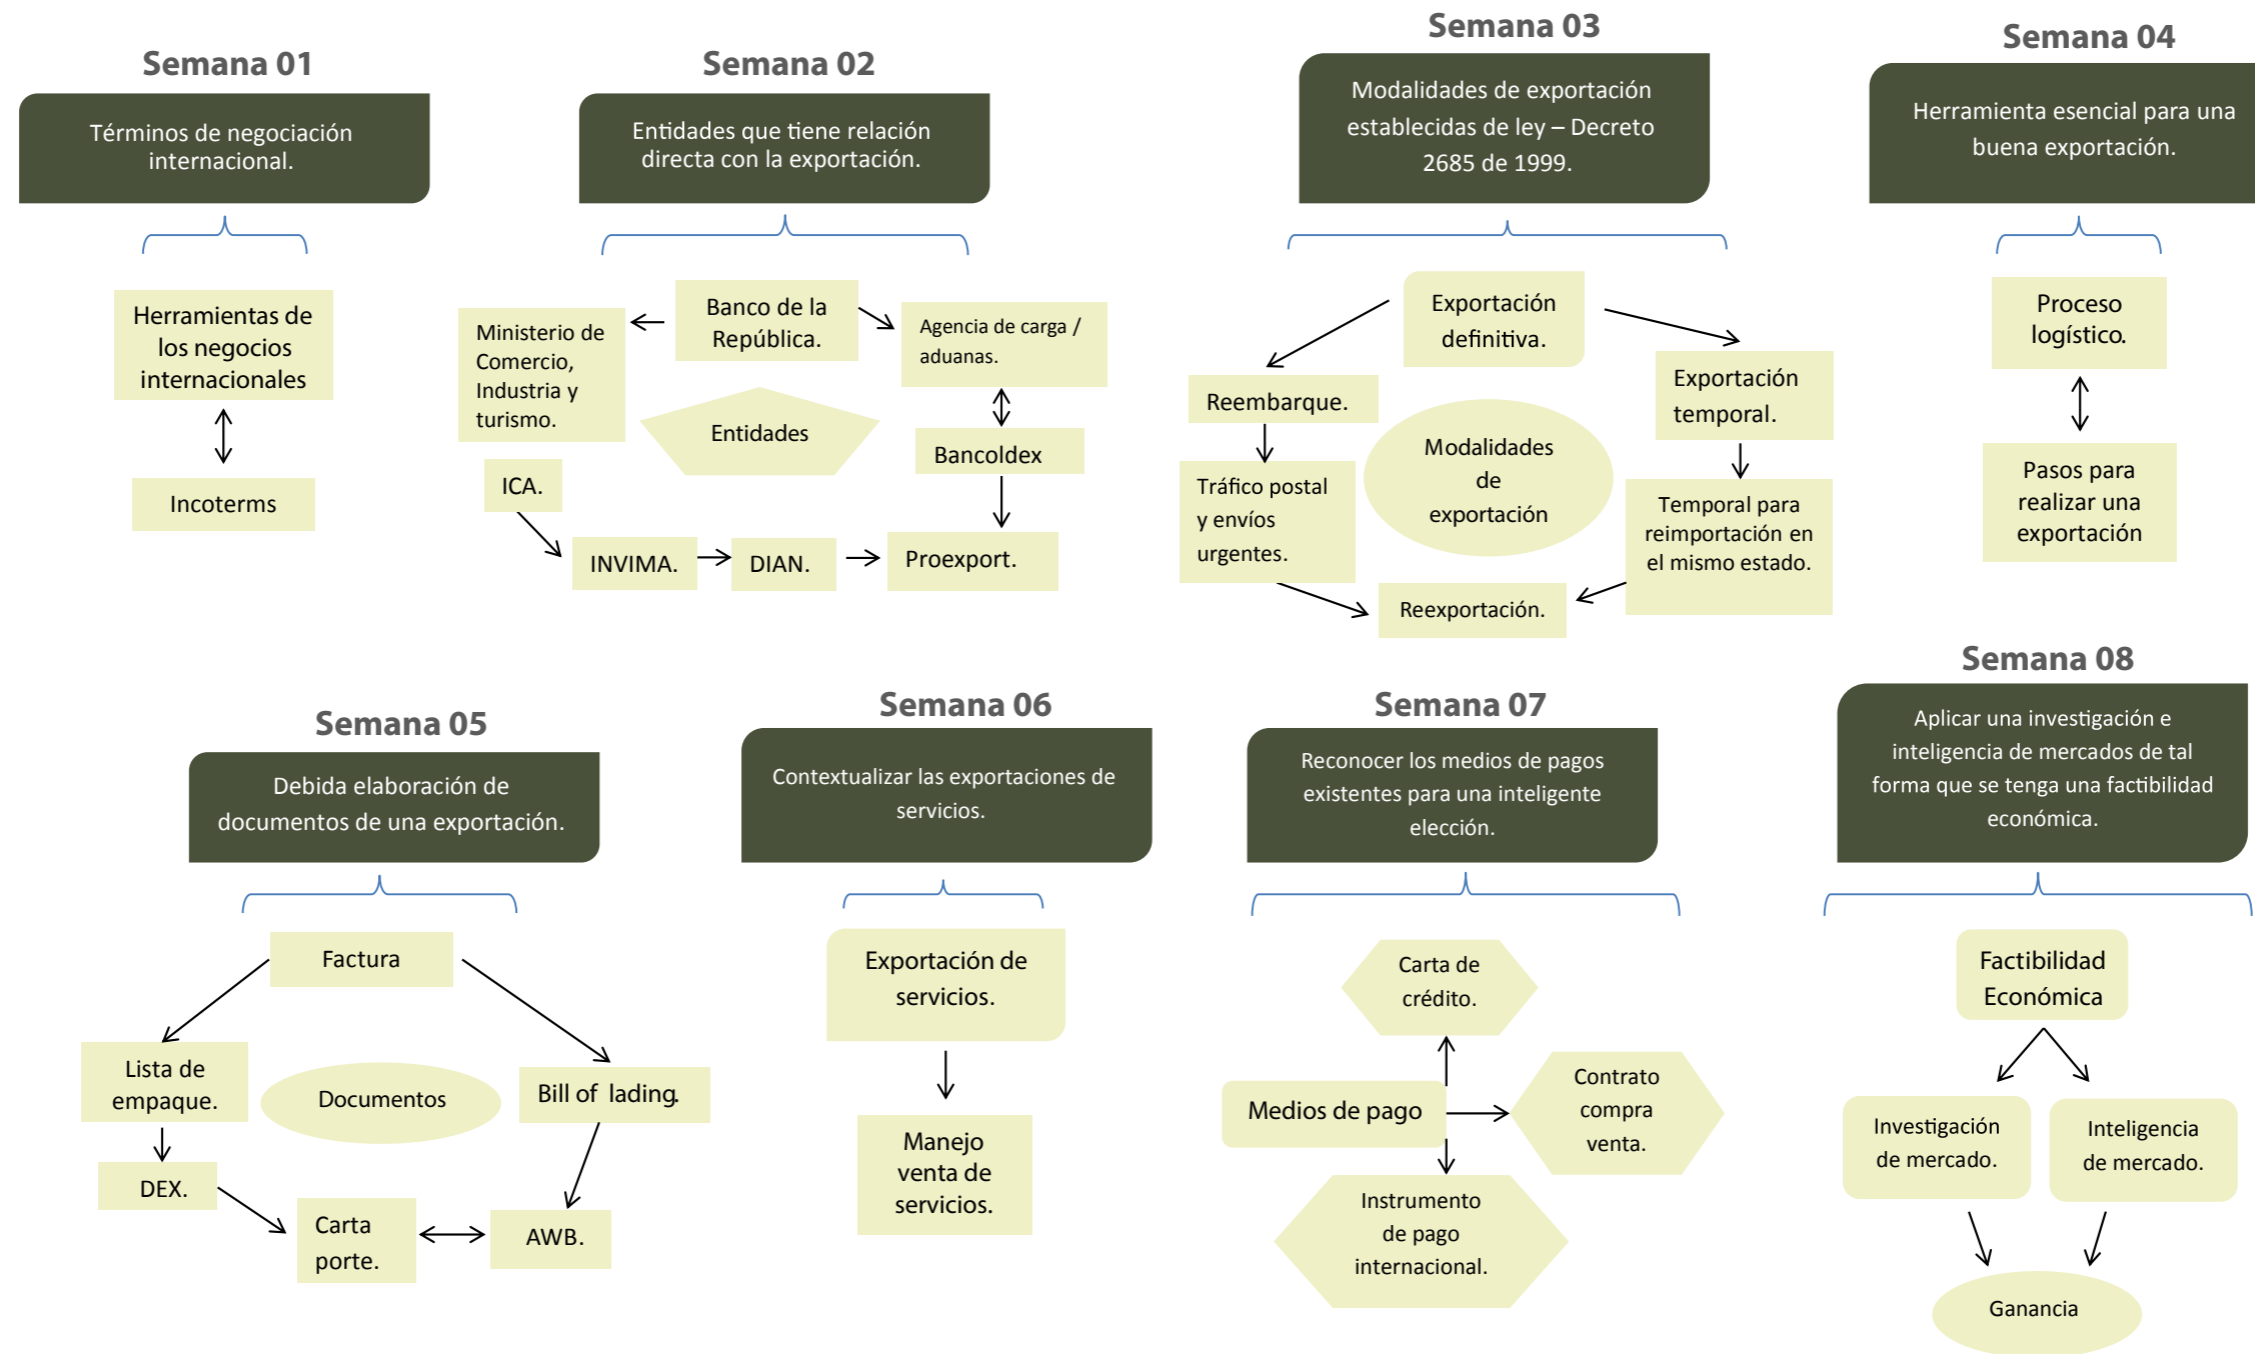 Semana 01
Términos de negociación
internacional.
Herramientas de
los negocios
internacionales
Incoterms
Semana 02
Entidades que tiene relación
directa con la exportación.
Banco de la
República.
Ministerio de
Comercio,
Industria y
turismo.
Agencia de carga /
aduanas.
Entidades
Bancoldex
ICA.
INVIMA.
DIAN.
Proexport.
Semana 03
Modalidades de exportación
establecidas de ley – Decreto
2685 de 1999.
Exportación
definitiva.
Reembarque.
Exportación
temporal.
Modalidades
de
exportación
Tráfico postal
y envíos
urgentes.
Temporal para
reimportación en
el mismo estado.
Reexportación.
Semana 04
Herramienta esencial para una
buena exportación.
Proceso
logístico.
Pasos para
realizar una
exportación
Semana 05
Debida elaboración de
documentos de una exportación.
Factura
Lista de
empaque.
Documentos
Bill of lading.
DEX.
Carta
porte.
AWB.
Semana 06
Contextualizar las exportaciones de
servicios.
Exportación de
servicios.
Manejo
venta de
servicios.
Semana 07
Reconocer los medios de pagos
existentes para una inteligente
elección.
Carta de
crédito.
Medios de pago
Contrato
compra
venta.
Instrumento
de pago
internacional.
Semana 08
Aplicar una investigación e
inteligencia de mercados de tal
forma que se tenga una factibilidad
económica.
Factibilidad
Económica
Investigación
de mercado.
Inteligencia
de mercado.
Ganancia